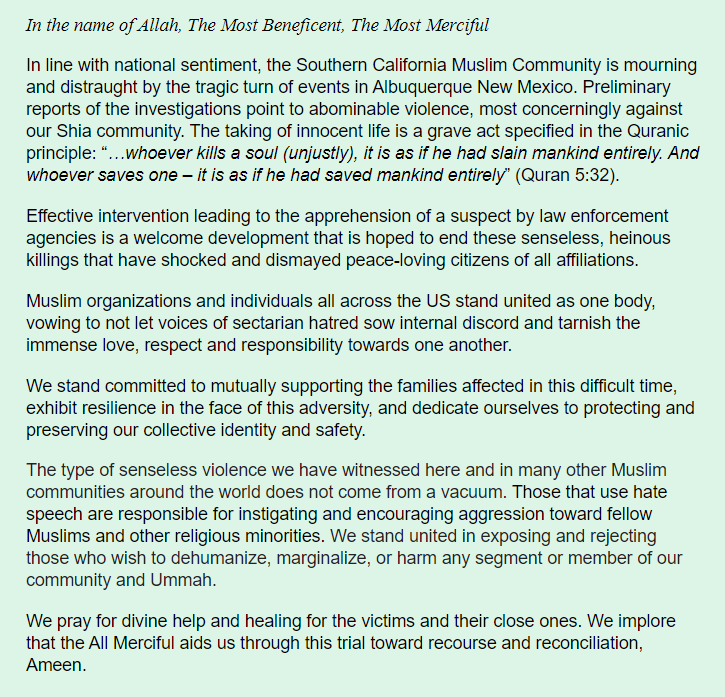 In the name of Allah, The Most Beneficent, The Most Merciful
In line with national sentiment, the Southern California Muslim Community is mourning
and distraught by the tragic turn of events in Albuquerque New Mexico. Preliminary
reports of the investigations point to abominable violence, most concerningly against
our Shia community. The taking of innocent life is a grave act specified in the Quranic
principle: “…whoever kills a soul (unjustly), it is as if he had slain mankind entirely. And
whoever saves one – it is as if he had saved mankind entirely” (Quran 5:32).
Effective intervention leading to the apprehension of a suspect by law enforcement
agencies is a welcome development that is hoped to end these senseless, heinous
killings that have shocked and dismayed peace-loving citizens of all affiliations.
Muslim organizations and individuals all across the US stand united as one body,
vowing to not let voices of sectarian hatred sow internal discord and tarnish the
immense love, respect and responsibility towards one another.
We stand committed to mutually supporting the families affected in this difficult time,
exhibit resilience in the face of this adversity, and dedicate ourselves to protecting and
preserving our collective identity and safety.
The type of senseless violence we have witnessed here and in many other Muslim
communities around the world does not come from a vacuum. Those that use hate
speech are responsible for instigating and encouraging aggression toward fellow
Muslims and other religious minorities. We stand united in exposing and rejecting
those who wish to dehumanize, marginalize, or harm any segment or member of our
community and Ummah.
We pray for divine help and healing for the victims and their close ones. We implore
that the All Merciful aids us through this trial toward recourse and reconciliation,
Ameen.